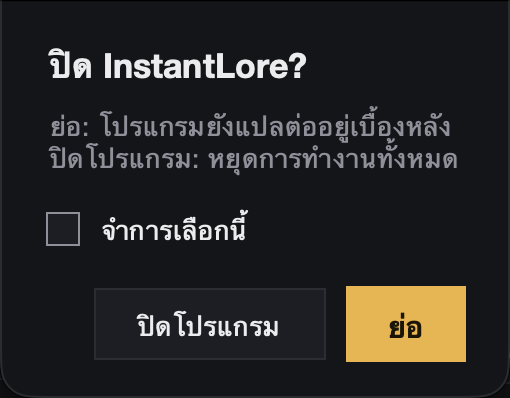 ปิด InstantLore?
ย่อ: โปรแกรมยังแปลต่ออยู่เบื้องหลัง
ปิดโปรแกรม: หยุดการทำงานทั้งหมด
จำการเลือกนี้
ปิดโปรแกรม
ย่อ